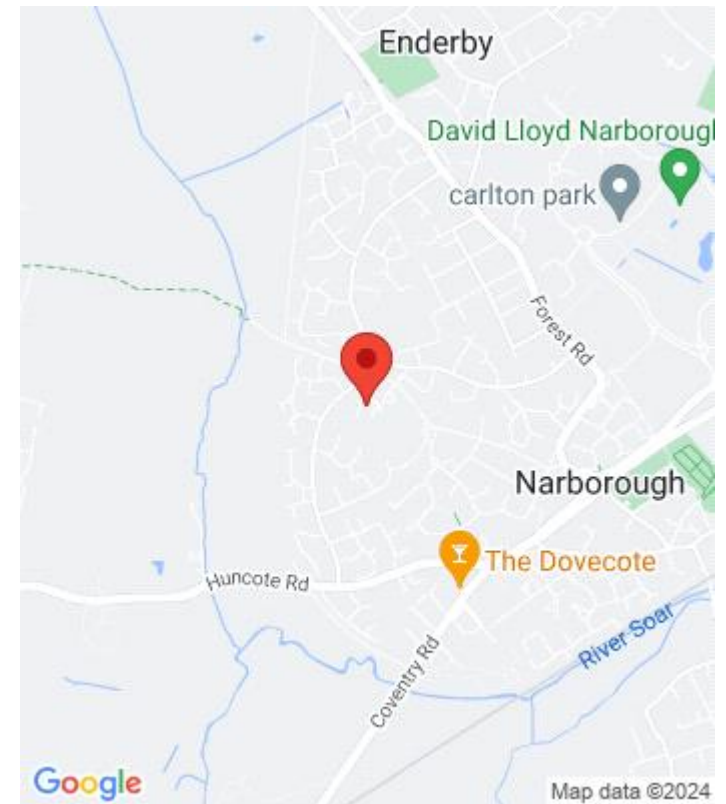 Enderby
David Lloyd Narborough
carlton park
Forest Rd
Narborough
The Dovecote
Huncote Rd
River Soar
Coventry Rd
Google
Map data ©2024